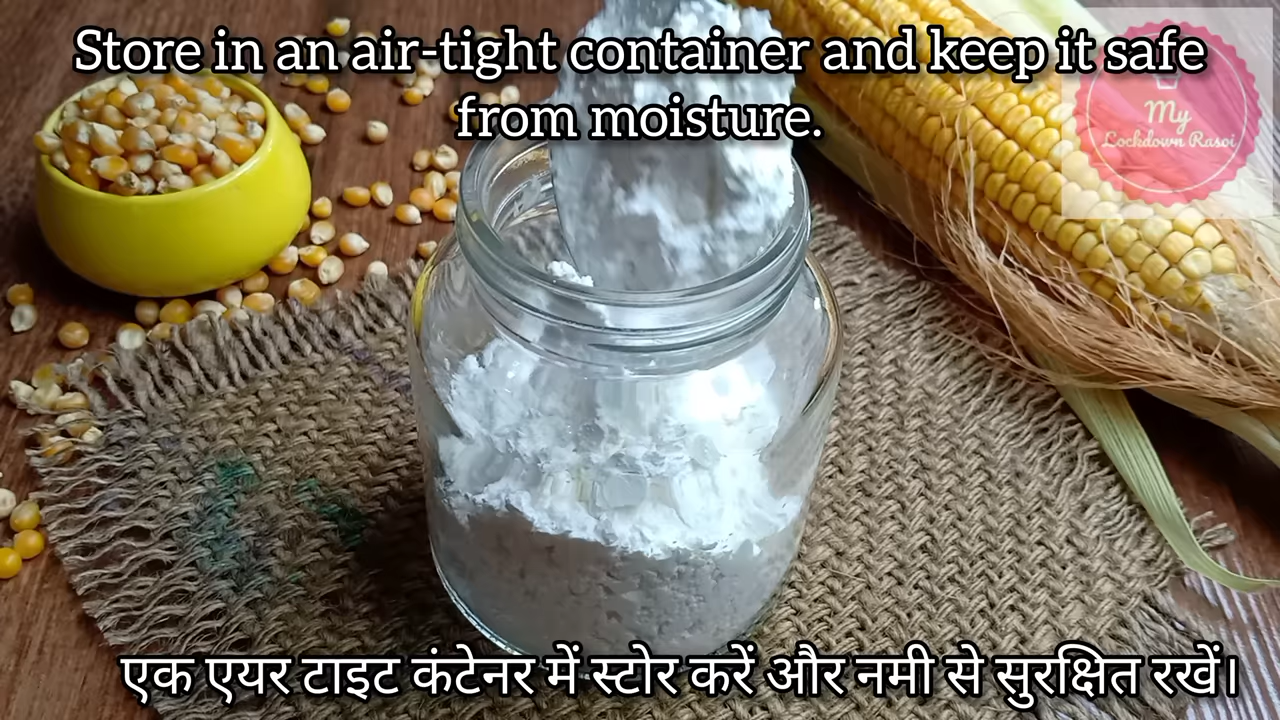 Store in an air-tight container and keep it safe
from moisture.
My
Lockdown Rasoi
एक एयर टाइट कंटेनर में स्टोर करें और नमी से सुरक्षित रखें।